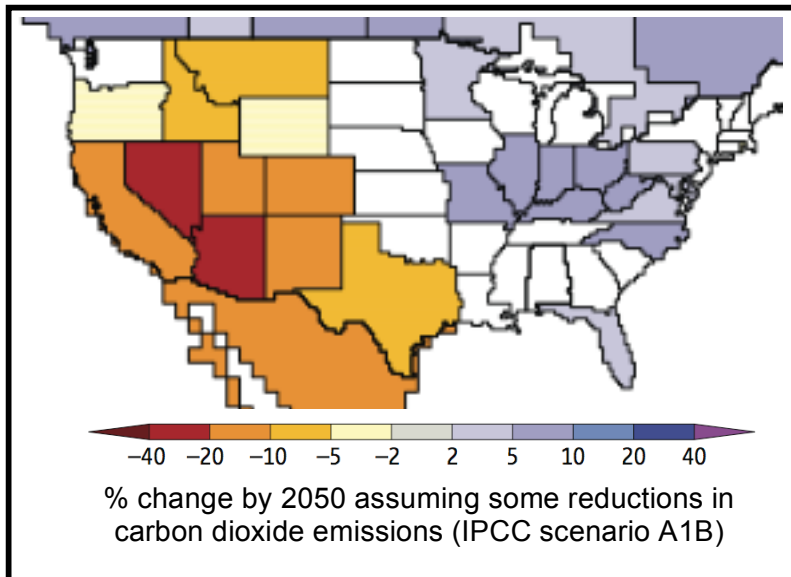 −40 −20 −10 −5 −2 2 5 10 20 40
% change by 2050 assuming some reductions in
carbon dioxide emissions (IPCC scenario A1B)